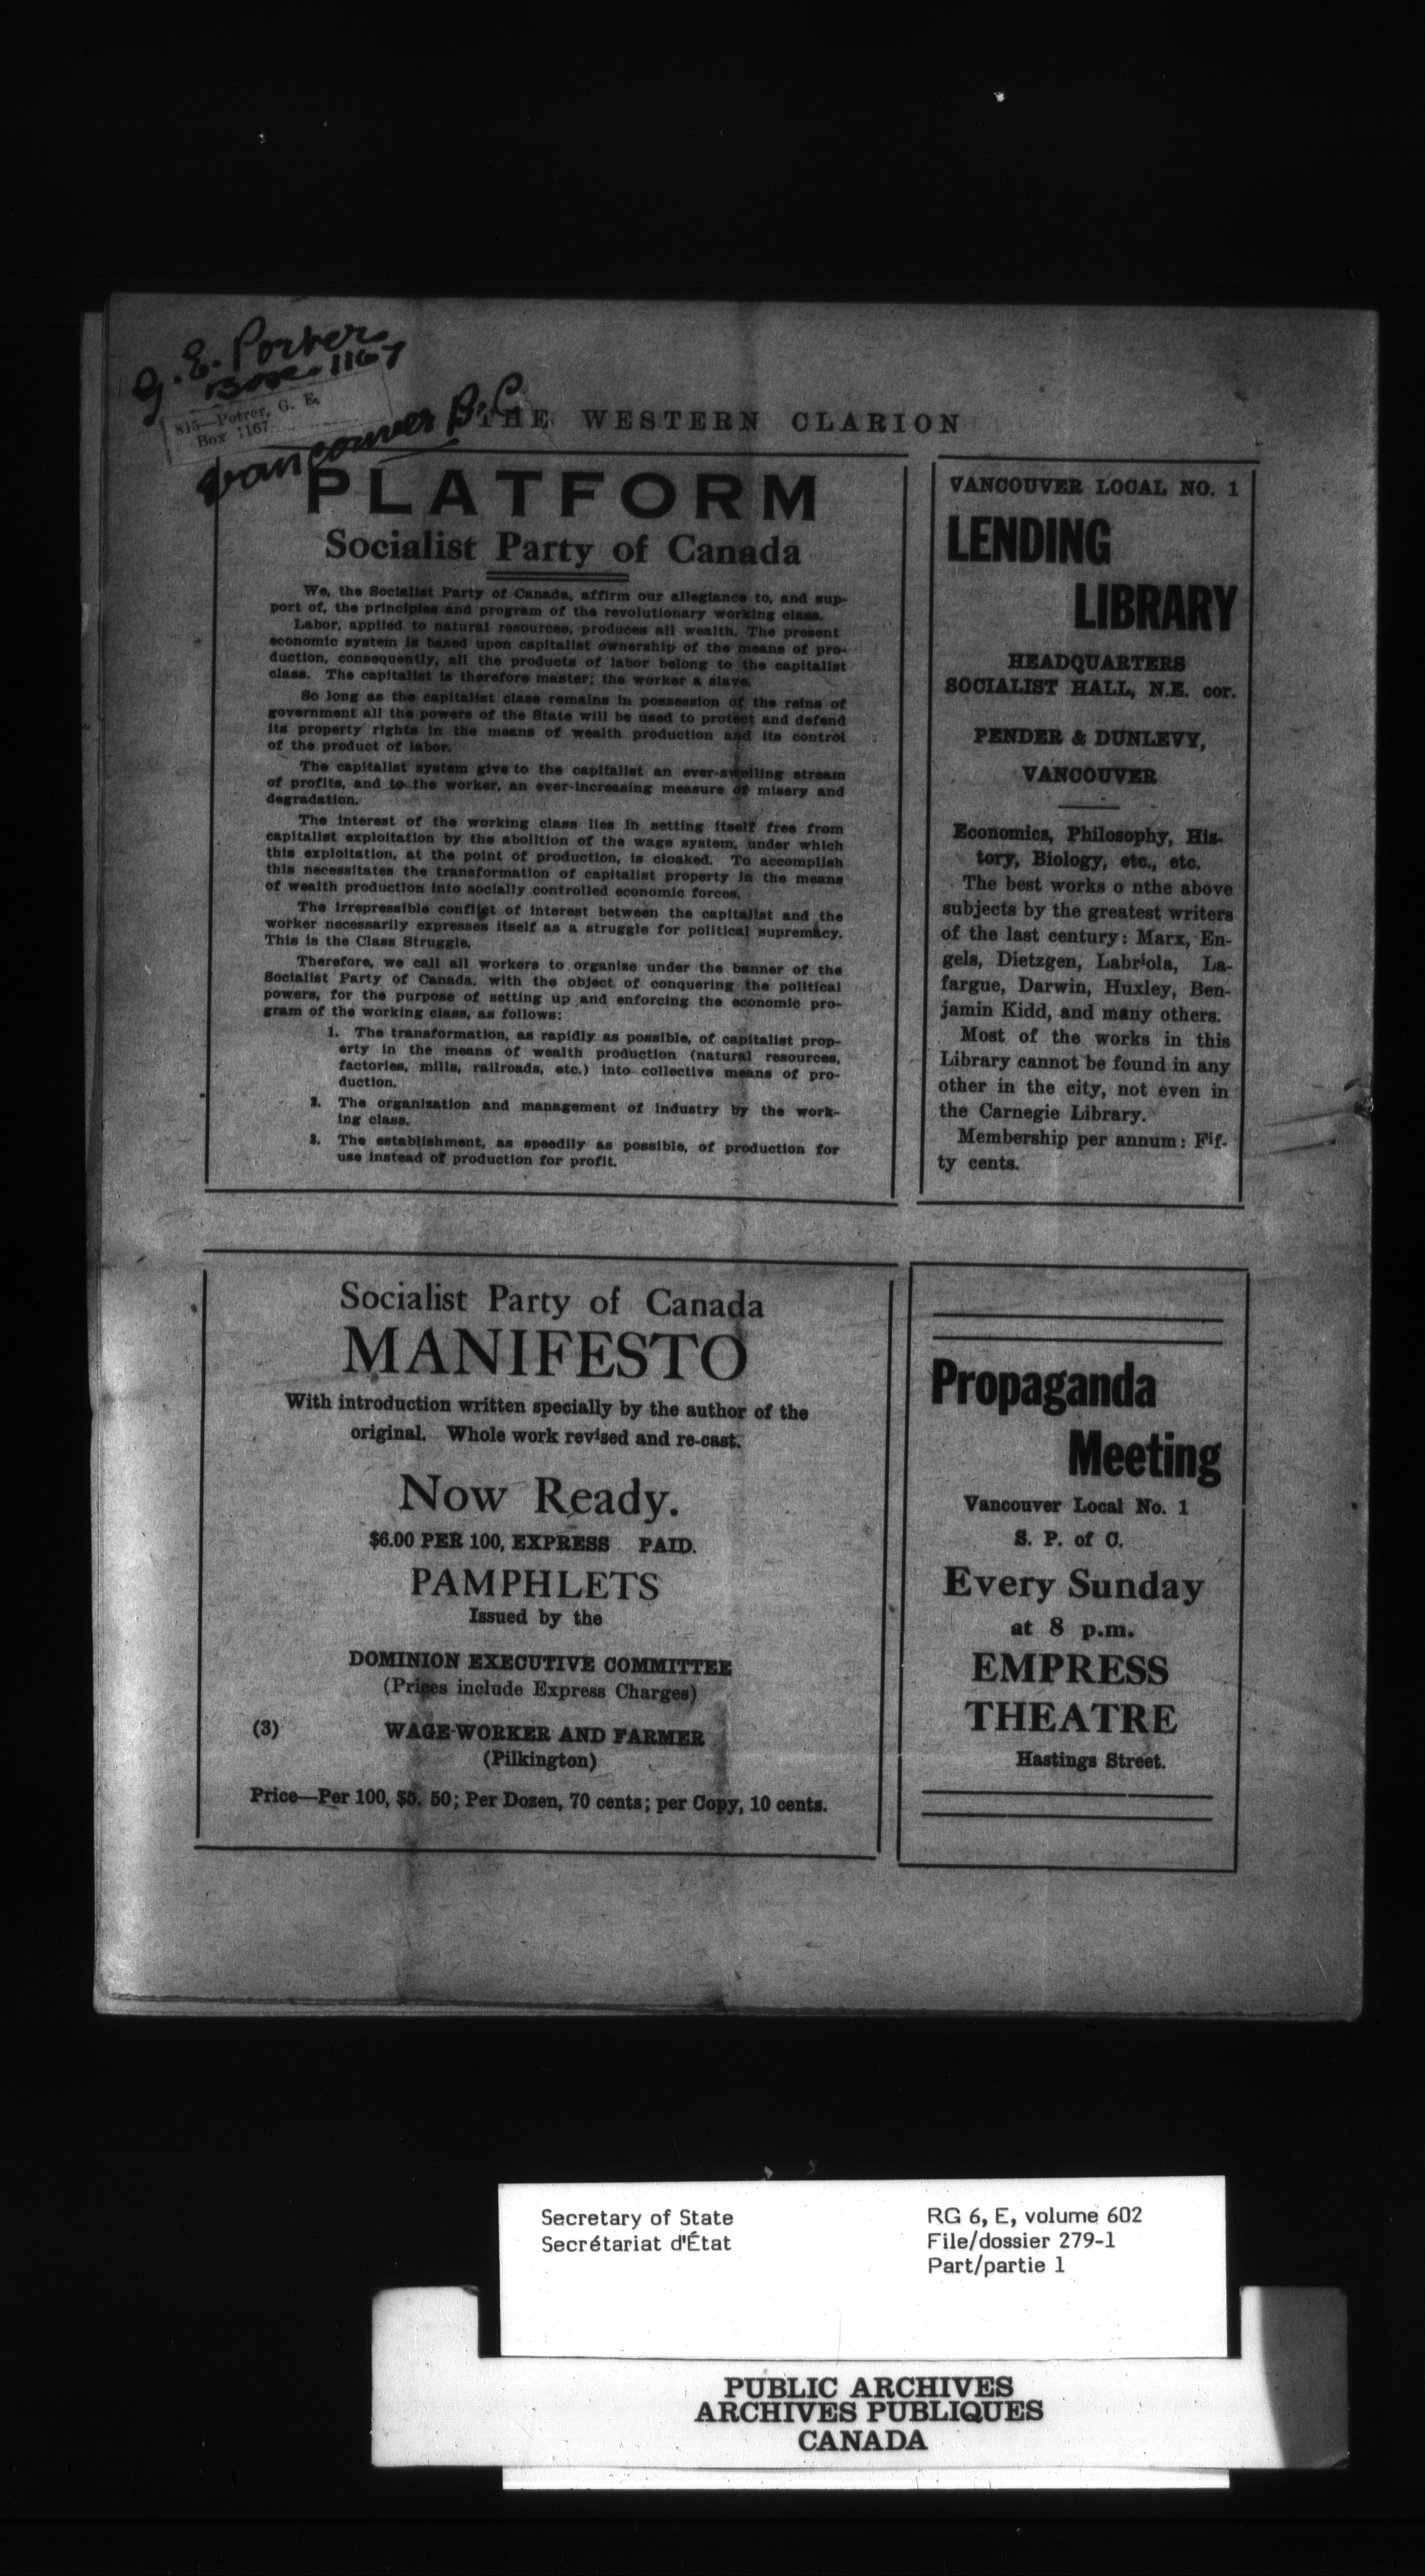 G. E. Porter
Box 1167
815—Potrer, G. E.
Box 1167
Vancouver B.C.
THE WESTERN CLARION
PLATFORM
Socialist Party of Canada
We, the Socialist Party of Canada, affirm our allegiance to, and sup-
port of, the principles and program of the revolutionary working class.
Labor, applied to natural resources, produces all wealth. The present
economic system is based upon capitalist ownership of the means of pro-
duction, consequently, all the products of labor belong to the capitalist
class. The capitalist is therefore master; the worker a slave.
So long as the capitalist class remains in possession of the reins of
government all the powers of the State will be used to protect and defend
its property rights in the means of wealth production and its control
of the product of labor.
The capitalist system give to the capitalist an ever-swelling stream
of profits, and to the worker, an ever-increasing measure of misery and
degradation.
The interest of the working class lies in setting itself free from
capitalist exploitation by the abolition of the wage system, under which
this exploitation, at the point of production, is cloaked. To accomplish
this necessitates the transformation of capitalist property in the means
of wealth production into socially controlled economic forces.
The irrepressible conflict of interest between the capitalist and the
worker necessarily expresses itself as a struggle for political supremacy.
This is the Class Struggle.
Therefore, we call all workers to organize under the banner of the
Socialist Party of Canada, with the object of conquering the political
powers, for the purpose of setting up and enforcing the economic pro-
gram of the working class, as follows:
1. The transformation, as rapidly as possible, of capitalist prop-
erty in the means of wealth production (natural resources,
factories, mills, railroads, etc.) into collective means of pro-
duction.
2. The organization and management of industry by the work-
ing class.
3. The establishment, as speedily as possible, of production for
use instead of production for profit.
VANCOUVER LOCAL NO. 1
LENDING
LIBRARY
HEADQUARTERS
SOCIALIST HALL, N.E. cor.
PENDER & DUNLEVY,
VANCOUVER
Economics, Philosophy, His-
tory, Biology, etc., etc.
The best works o nthe above
subjects by the greatest writers
of the last century: Marx, En-
gels, Dietzgen, Labriola, La-
fargue, Darwin, Huxley, Ben-
jamin Kidd, and many others.
Most of the works in this
Library cannot be found in any
other in the city, not even in
the Carnegie Library.
Membership per annum: Fif-
ty cents.
Socialist Party of Canada
MANIFESTO
With introduction written specially by the author of the
original. Whole work revised and re-cast.
Now Ready.
$6.00 PER 100, EXPRESS PAID.
PAMPHLETS
Issued by the
DOMINION EXECUTIVE COMMITTEE
(Prices include Express Charges)
(3) WAGE-WORKER AND FARMER
(Pilkington)
Price—Per 100, $5. 50; Per Dozen, 70 cents; per Copy, 10 cents.
Propaganda
Meeting
Vancouver Local No. 1
S. P. of C.
Every Sunday
at 8 p.m.
EMPRESS
THEATRE
Hastings Street.
Secretary of State
Secrétariat d'État
RG 6, E, volume 602
File/dossier 279-1
Part/partie 1
PUBLIC ARCHIVES
ARCHIVES PUBLIQUES
CANADA